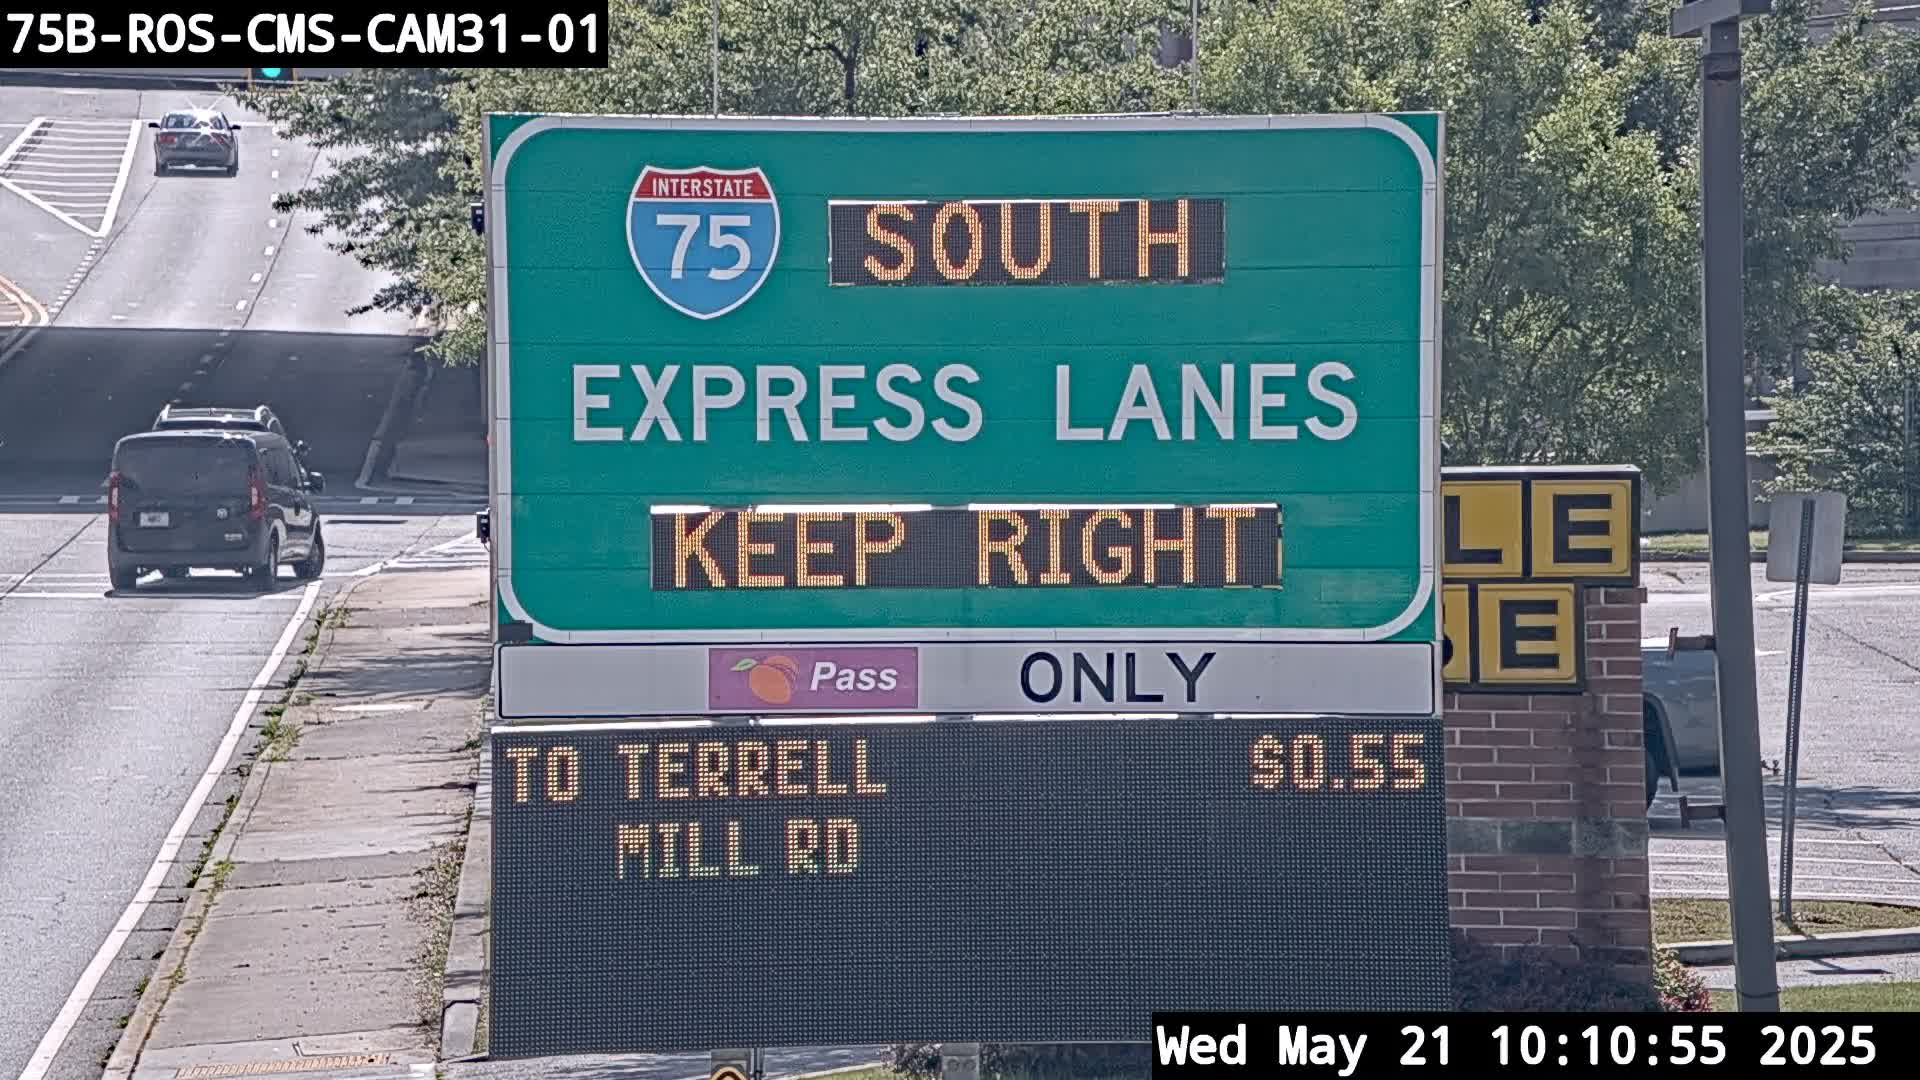 75B-ROS-CMS-CAM31-01
INTERSTATE
75
SOUTH
EXPRESS LANES
KEEP RIGHT
Pass ONLY
TO TERRELL $0.55
MILL RD
LE
E
Wed May 21 10:10:55 2025